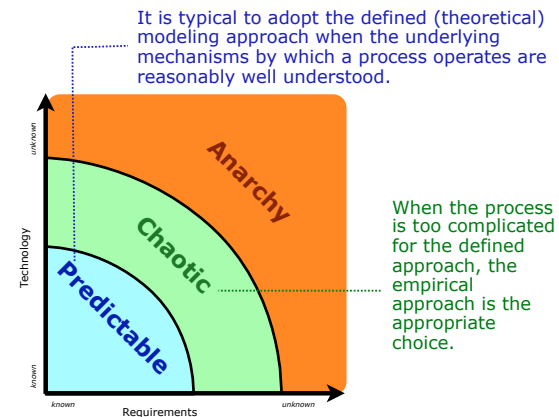 It is typical to adopt the defined (theoretical)
modeling approach when the underlying
mechanisms by which a process operates are
reasonably well understood.
unknown
Anarchy
Chaotic
Predictable
Technology
known
When the process
is too complicated
for the defined
approach, the
empirical
approach is the
appropriate
choice.
known
unknown
Requirements